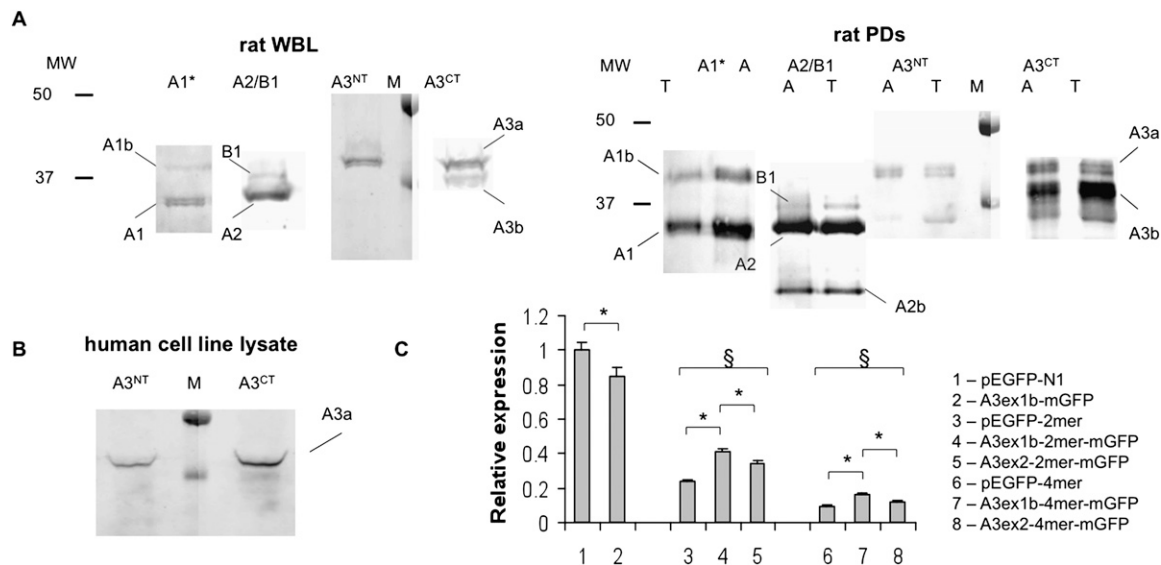 A
rat WBL
MW
A1* A2/B1 A3NT M A3CT
50
37
A1b
B1
A1
A2
A3a
A3b
rat PDs
MW A1* A A2/B1 A3NT A3CT
T A T A T M A T
50
37
A1b
B1
A1
A2
A2b
A3a
A3b
B
human cell line lysate
A3NT M A3CT
A3a
C
Relative expression
1.2
1
0.8
0.6
0.4
0.2
0
*
§
* *
§
* *
1 2 3 4 5 6 7 8
1 – pEGFP-N1
2 – A3ex1b-mGFP
3 – pEGFP-2mer
4 – A3ex1b-2mer-mGFP
5 – A3ex2-2mer-mGFP
6 – pEGFP-4mer
7 – A3ex1b-4mer-mGFP
8 – A3ex2-4mer-mGFP